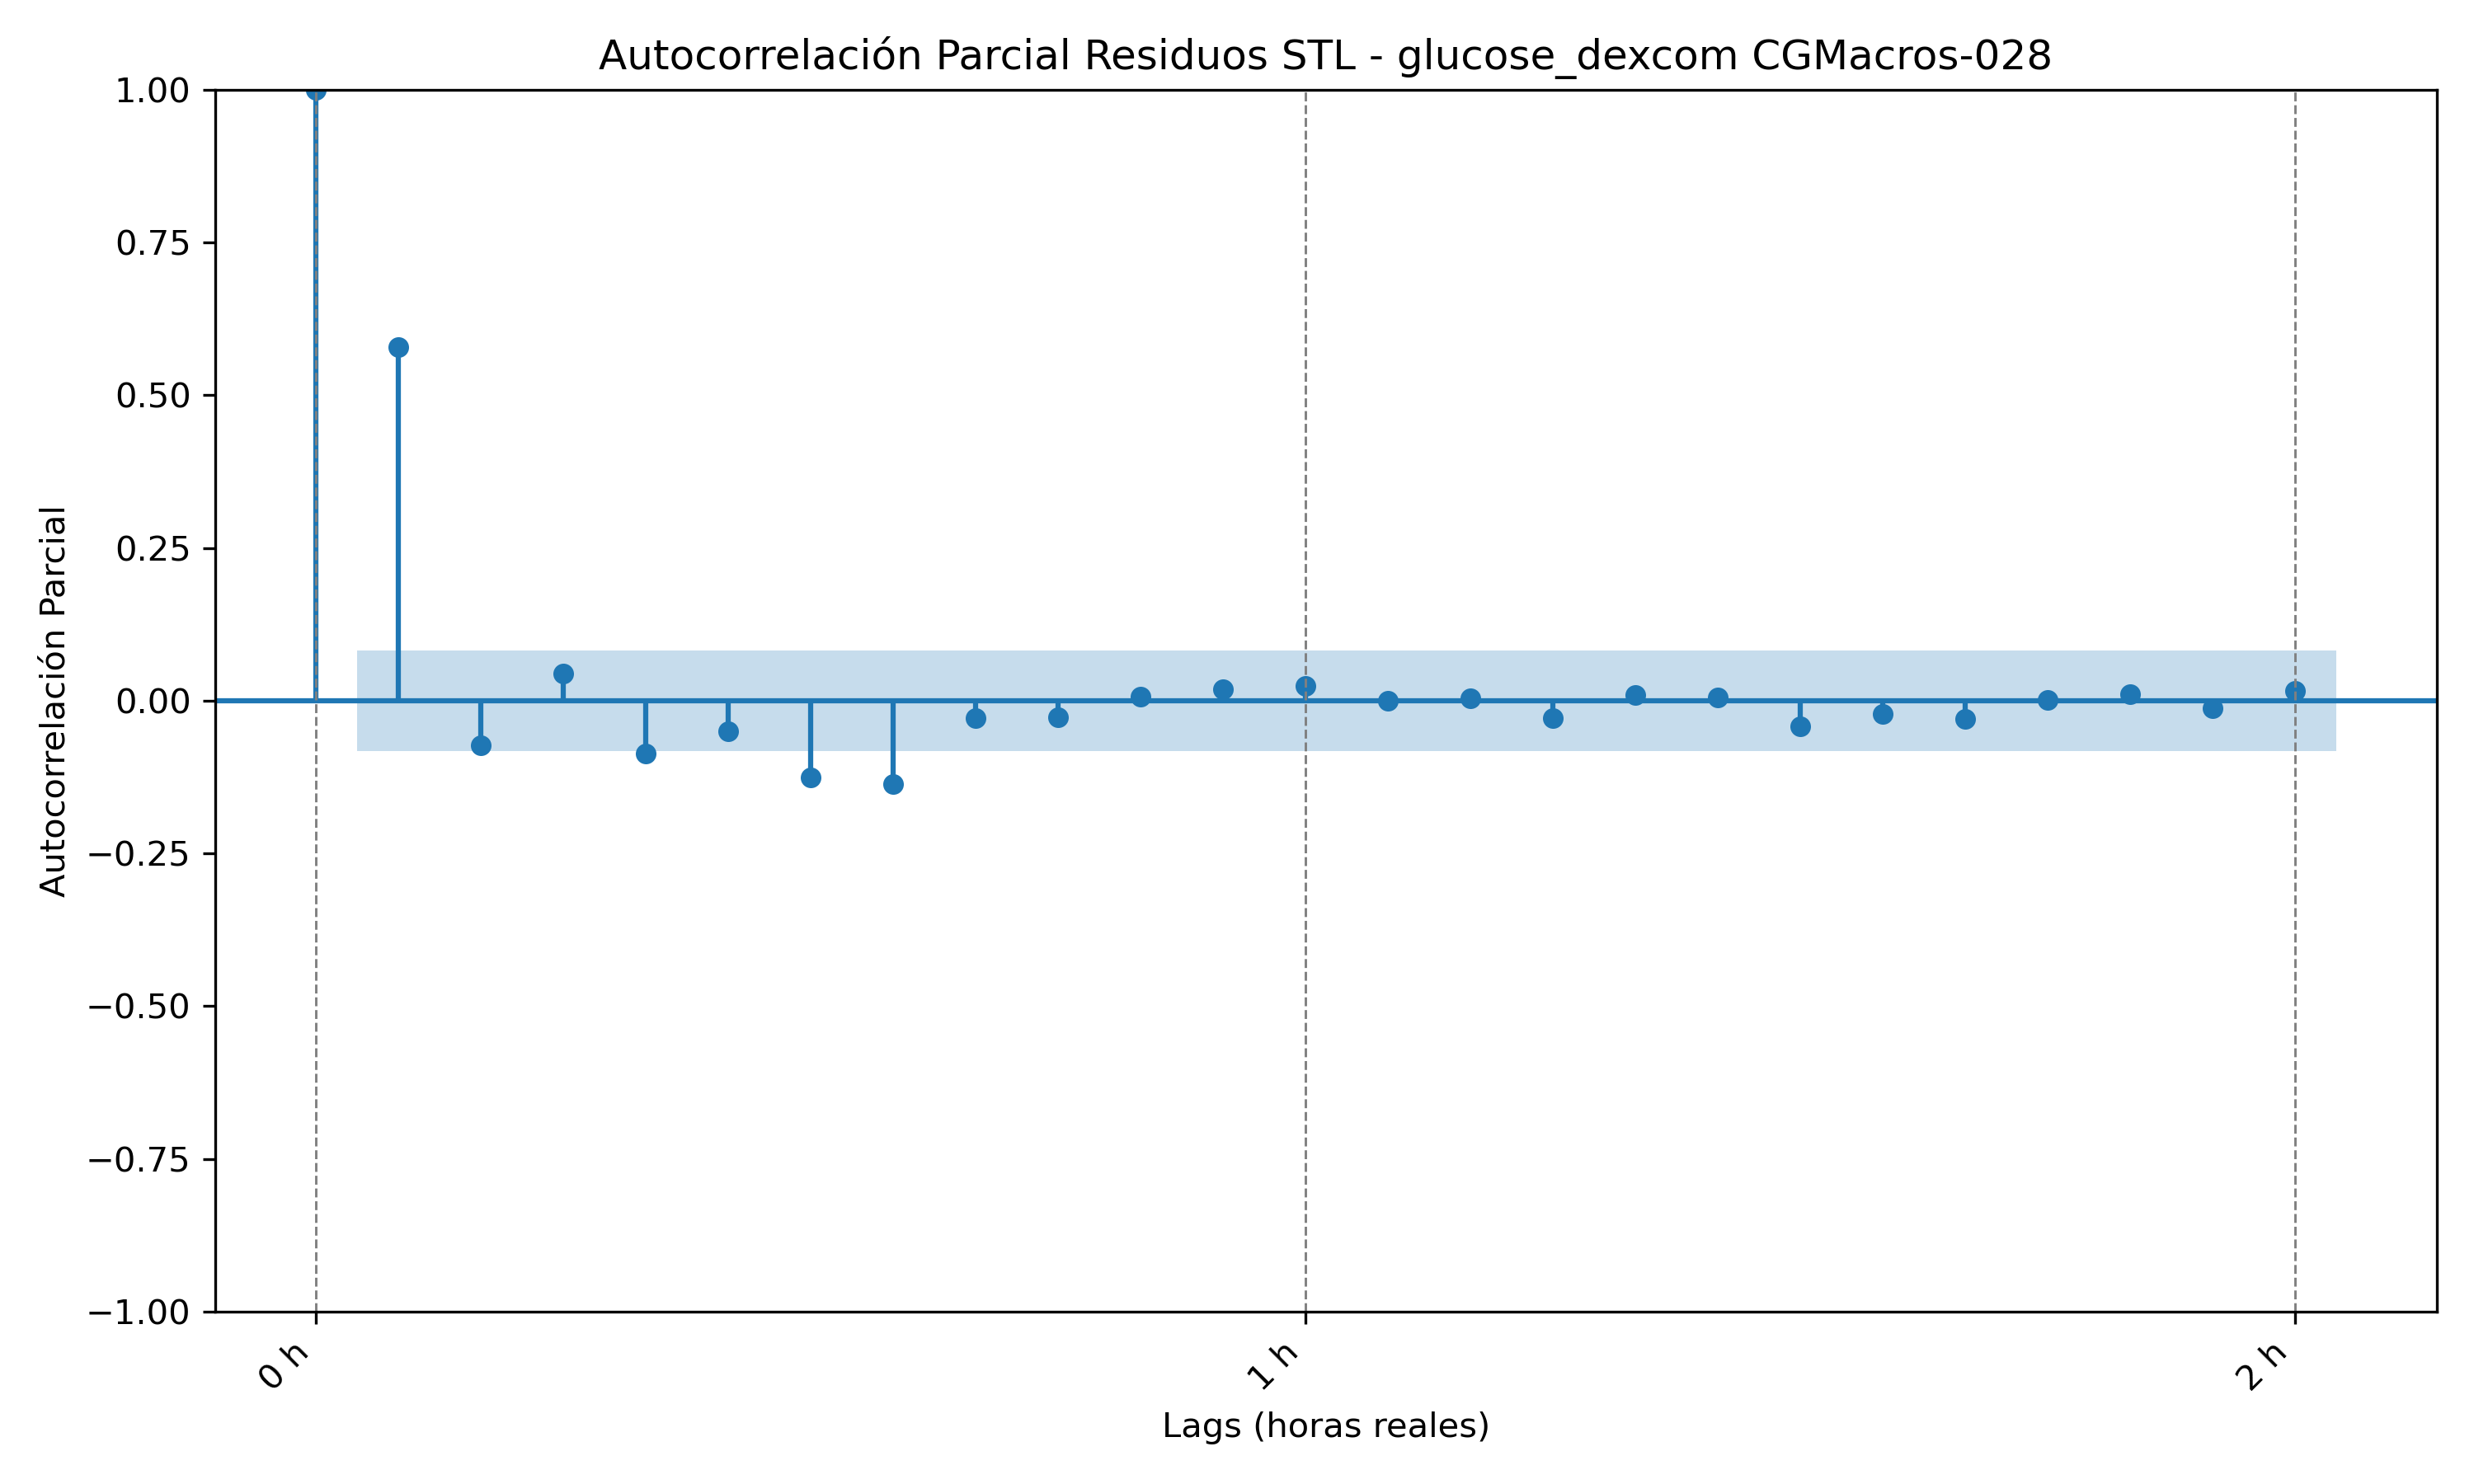 Autocorrelación Parcial Residuos STL - glucose_dexcom CGMacros-028
1.00
0.75
0.50
0.25
0.00
−0.25
−0.50
−0.75
−1.00
Autocorrelación Parcial
0 h
1 h
2 h
Lags (horas reales)